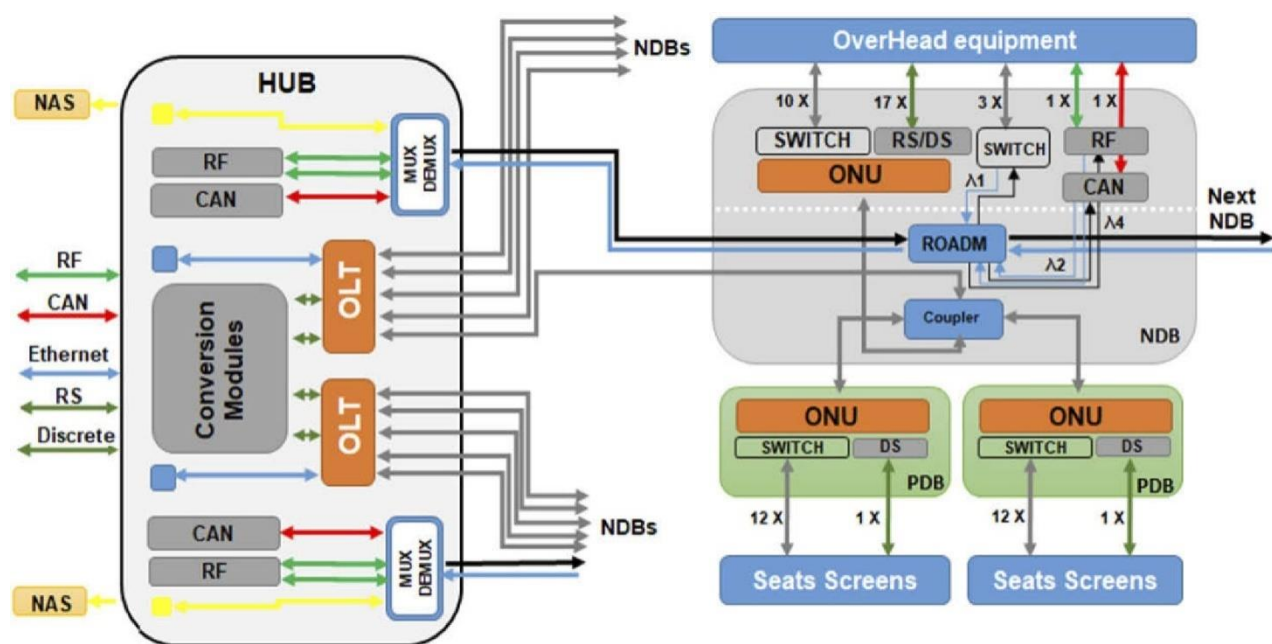 HUB
NAS
RF
CAN
MUX
DEMUX
OLT
Conversion
Modules
OLT
CAN
RF
MUX
DEMUX
NAS
RF
CAN
Ethernet
RS
Discrete
NDBs
NDBs
OverHead equipment
10 X
17 X
3 X
1 X
1 X
SWITCH
RS/DS
SWITCH
RF
ONU
CAN
λ1
λ4
Next
NDB
ROADM
λ2
Coupler
NDB
ONU
SWITCH
DS
PDB
12 X
1 X
Seats Screens
ONU
SWITCH
DS
PDB
12 X
1 X
Seats Screens